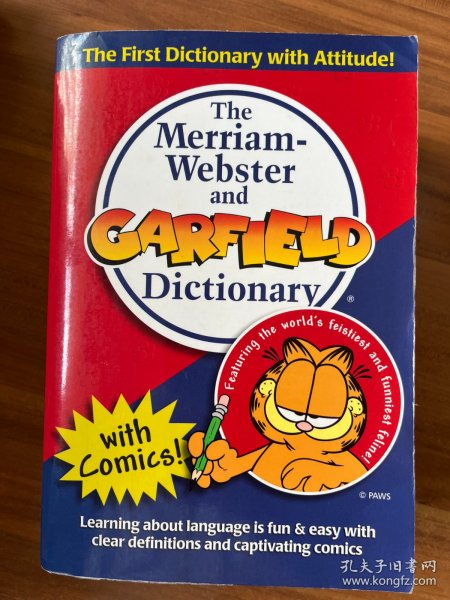 The First Dictionary with Attitude!
The
Merriam-
Webster
and
GARFIELD
Dictionary
®
Featuring the world's feistiest and funniest feline!
with
Comics!
© PAWS
Learning about language is fun & easy with
clear definitions and captivating comics
孔夫子旧书网
www.kongfz.com